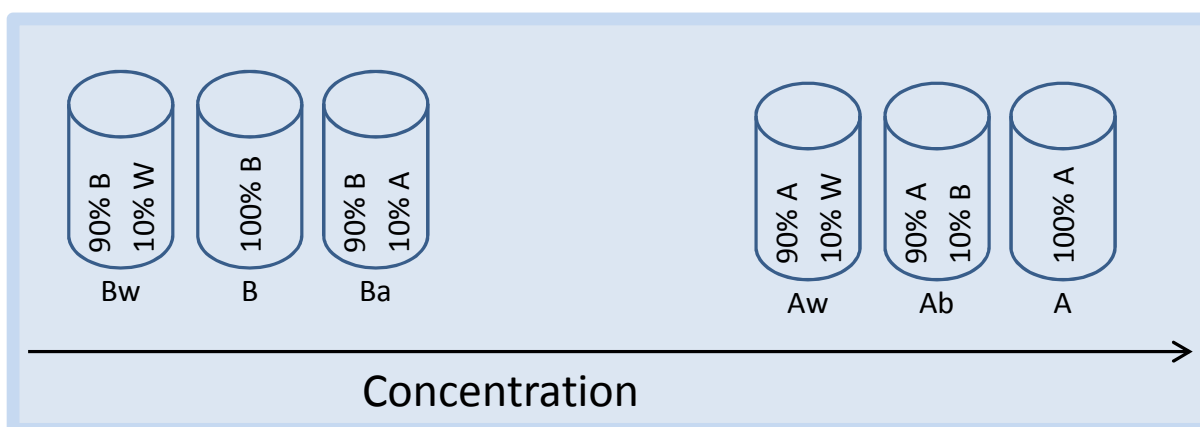 90% B
10% W
100% B
90% B
10% A
90% A
10% W
90% A
10% B
100% A
Bw
B
Ba
Aw
Ab
A
Concentration